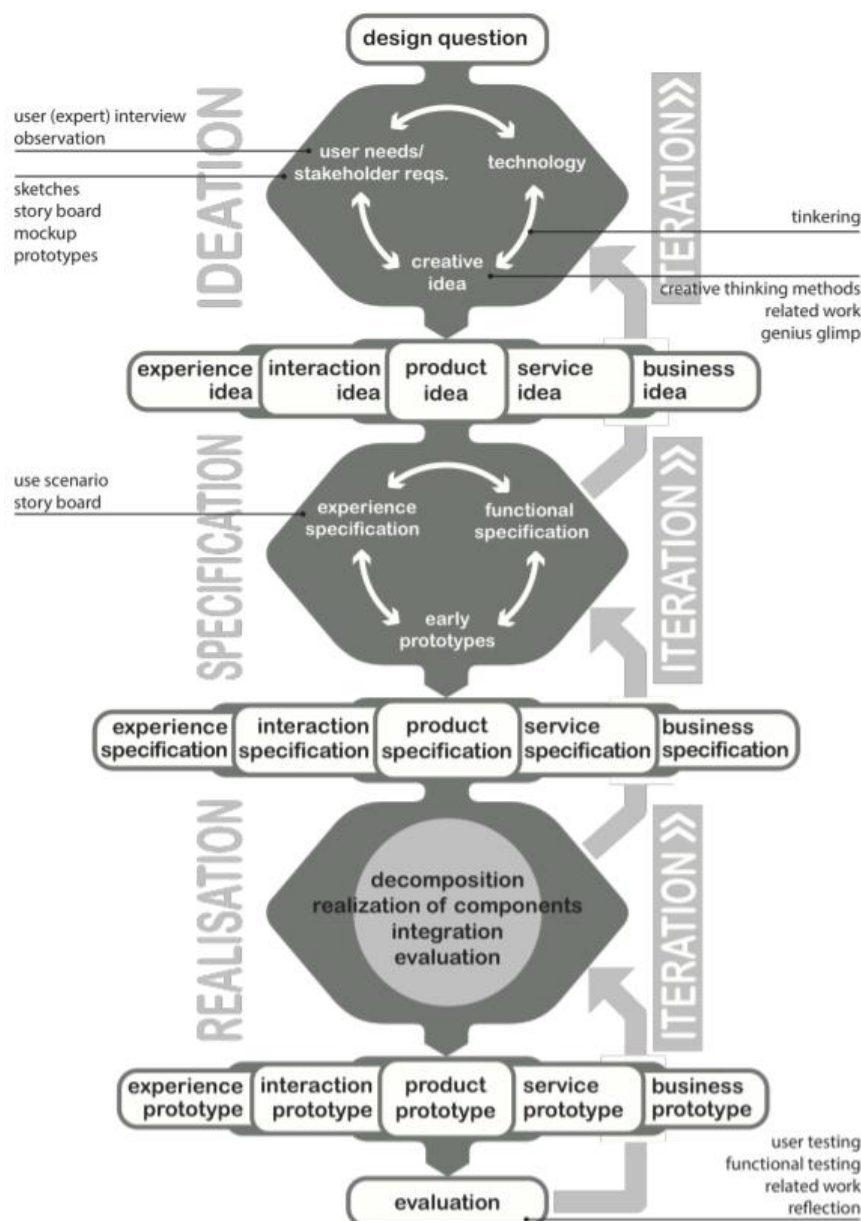 design question
IDEATION
ITERATION
user (expert) interview
observation
user needs/
stakeholder reqs.
technology
sketches
story board
mockup
prototypes
tinkering
creative
idea
creative thinking methods
related work
genius glimp
experience
idea
interaction
idea
product
idea
service
idea
business
idea
SPECIFICATION
ITERATION
use scenario
story board
experience
specification
functional
specification
early
prototypes
experience
specification
interaction
specification
product
specification
service
specification
business
specification
REALISATION
ITERATION
decomposition
realization of components
integration
evaluation
experience
prototype
interaction
prototype
product
prototype
service
prototype
business
prototype
evaluation
user testing
functional testing
related work
reflection